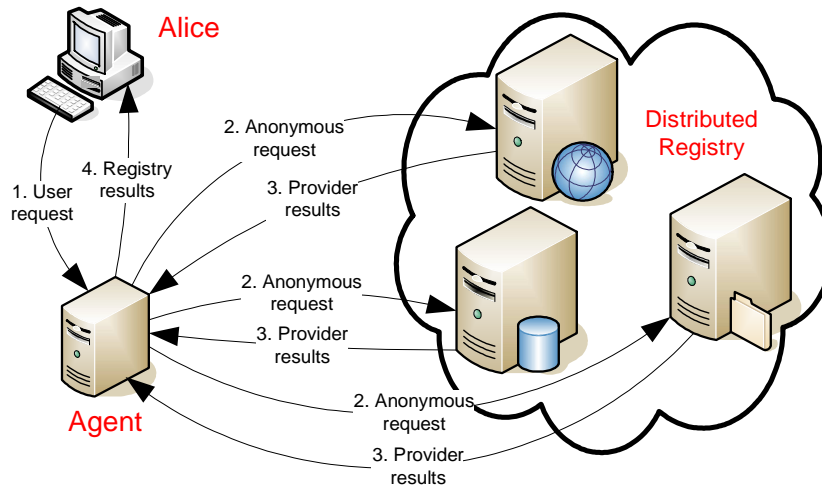 Alice
Distributed
Registry
2. Anonymous
request
4. Registry
results
1. User
request
3. Provider
results
2. Anonymous
request
3. Provider
results
2. Anonymous
request
Agent
3. Provider
results